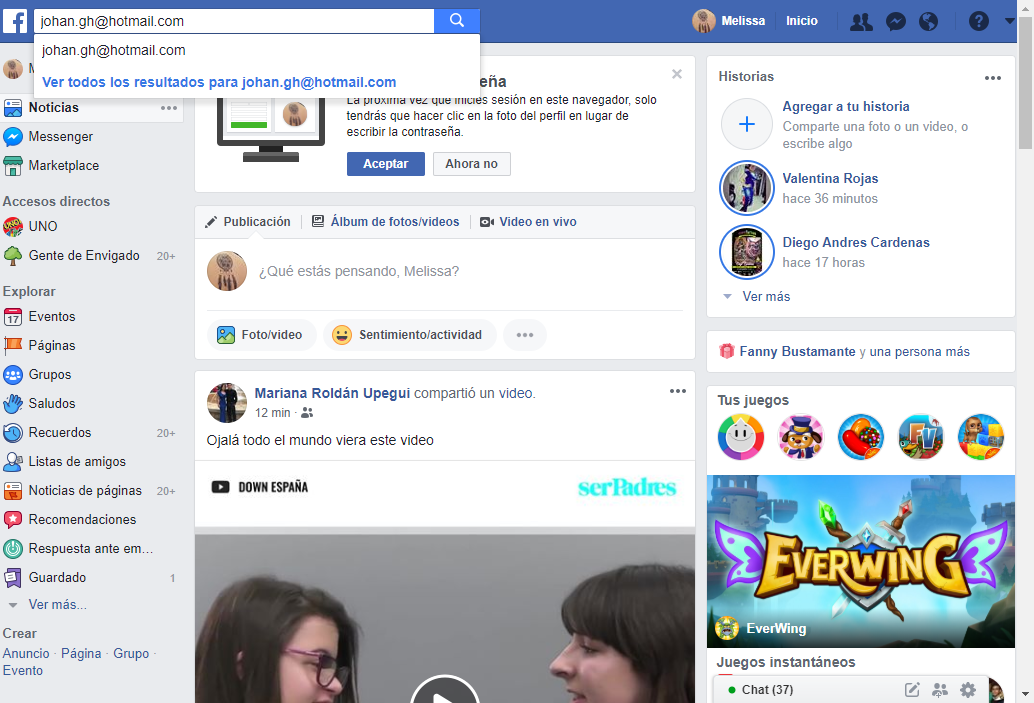 johan.gh@hotmail.com
Melissa
Inicio
johan.gh@hotmail.com
Ver todos los resultados para johan.gh@hotmail.com
Noticias
Messenger
Marketplace
Accesos directos
UNO
Gente de Envigado 20+
Explorar
Eventos
Páginas
Grupos
Saludos
Recuerdos 20+
Listas de amigos
Noticias de páginas 20+
Recomendaciones
Respuesta ante em...
Guardado 1
Ver más...
Crear
Anuncio · Página · Grupo ·
Evento
La próxima vez que inicies sesión en este navegador, solo
tendrás que hacer clic en la foto del perfil en lugar de
escribir la contraseña.
Aceptar
Ahora no
Publicación
Álbum de fotos/videos
Video en vivo
¿Qué estás pensando, Melissa?
Foto/video
Sentimiento/actividad
Mariana Roldán Upegui compartió un video.
12 min ·
Ojalá todo el mundo viera este video
DOWN ESPAÑA
serPadres
Historias
Agregar a tu historia
Comparte una foto o un video, o
escribe algo
Valentina Rojas
hace 36 minutos
Diego Andres Cardenas
hace 17 horas
Ver más
Fanny Bustamante y una persona más
Tus juegos
EVERWING
EverWing
Juegos instantáneos
Chat (37)